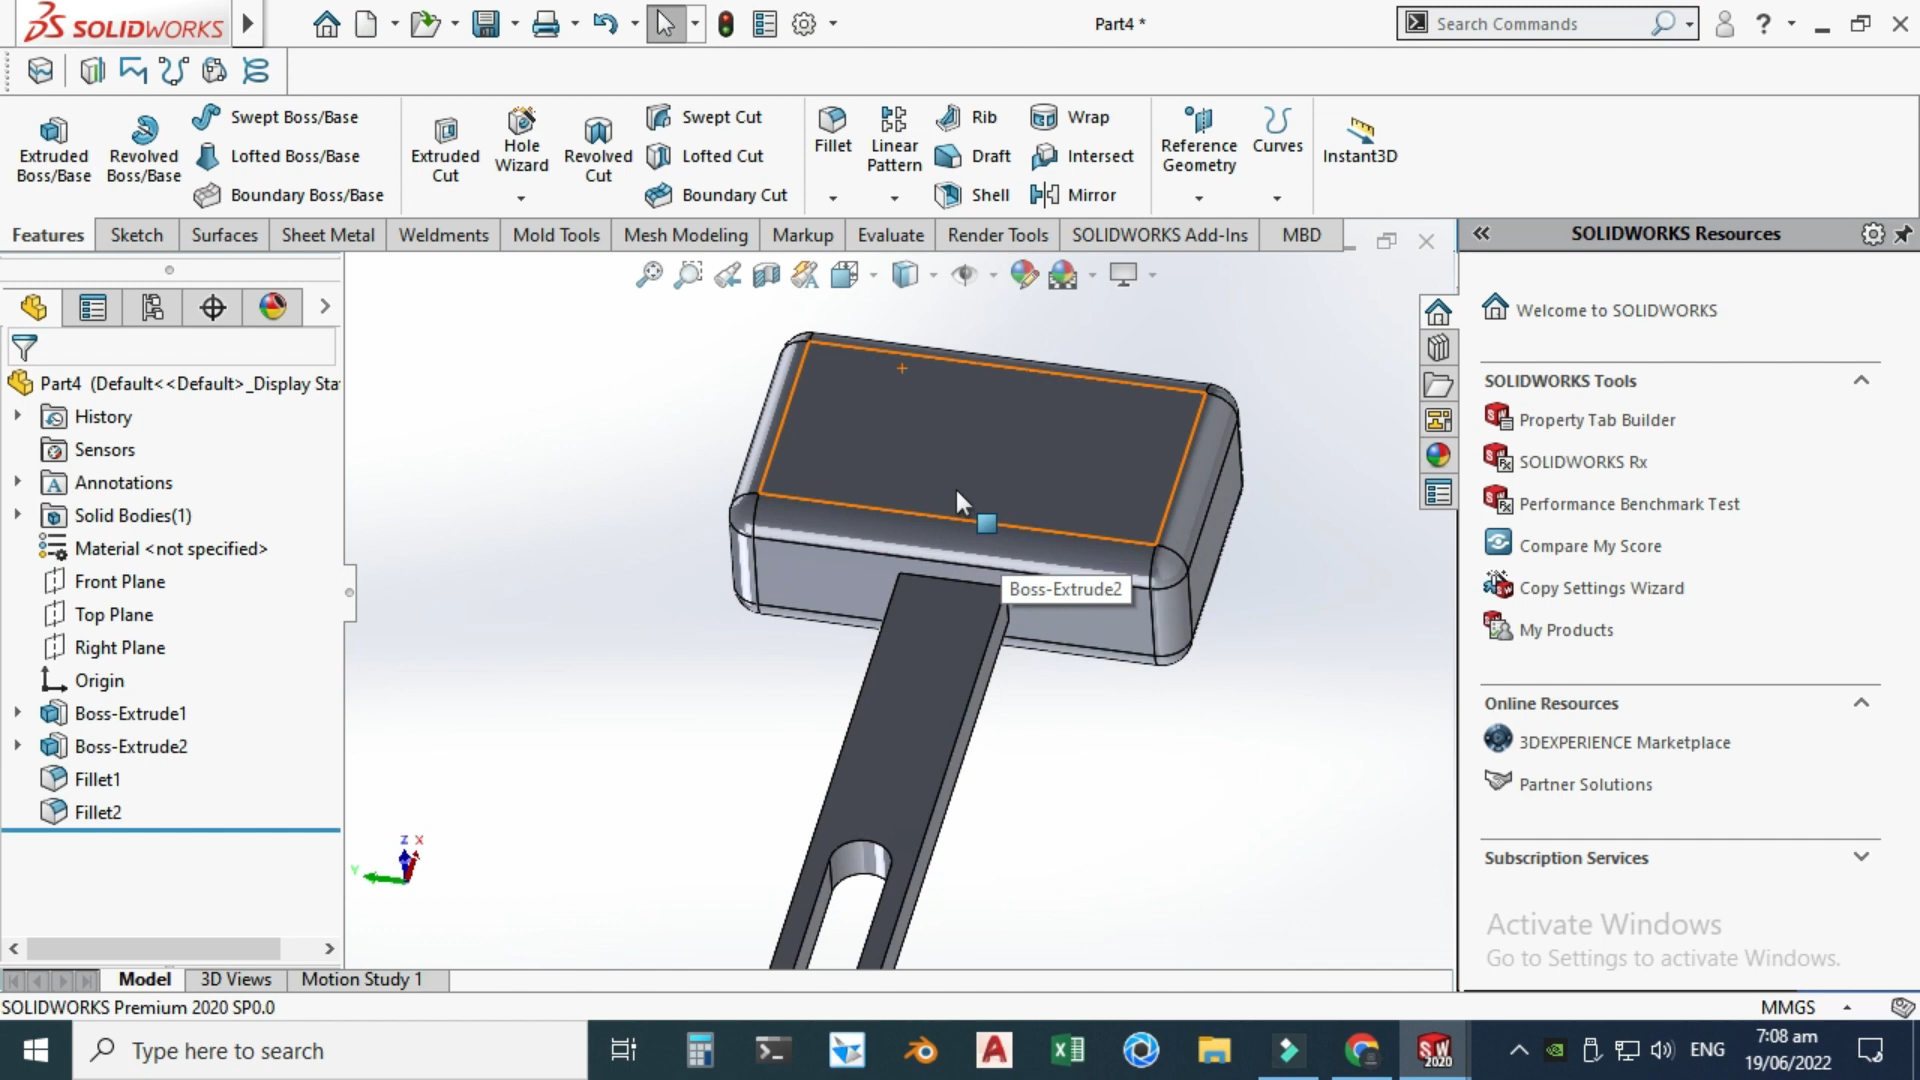 SOLIDWORKS
Part4 *
Search Commands
Extruded Boss/Base
Revolved Boss/Base
Swept Boss/Base
Lofted Boss/Base
Boundary Boss/Base
Extruded Cut
Hole Wizard
Revolved Cut
Swept Cut
Lofted Cut
Boundary Cut
Fillet
Linear Pattern
Rib
Draft
Shell
Wrap
Intersect
Mirror
Reference Geometry
Curves
Instant3D
Features
Sketch
Surfaces
Sheet Metal
Weldments
Mold Tools
Mesh Modeling
Markup
Evaluate
Render Tools
SOLIDWORKS Add-Ins
MBD
SOLIDWORKS Resources
Part4 (Default<<Default>_Display Sta
History
Sensors
Annotations
Solid Bodies(1)
Material <not specified>
Front Plane
Top Plane
Right Plane
Origin
Boss-Extrude1
Boss-Extrude2
Fillet1
Fillet2
Boss-Extrude2
Z X
Y
Welcome to SOLIDWORKS
SOLIDWORKS Tools
Property Tab Builder
SOLIDWORKS Rx
Performance Benchmark Test
Compare My Score
Copy Settings Wizard
My Products
Online Resources
3DEXPERIENCE Marketplace
Partner Solutions
Subscription Services
Activate Windows
Go to Settings to activate Windows.
Model
3D Views
Motion Study 1
SOLIDWORKS Premium 2020 SP0.0
MMGS
Type here to search
SW
2020
ENG
7:08 am
19/06/2022